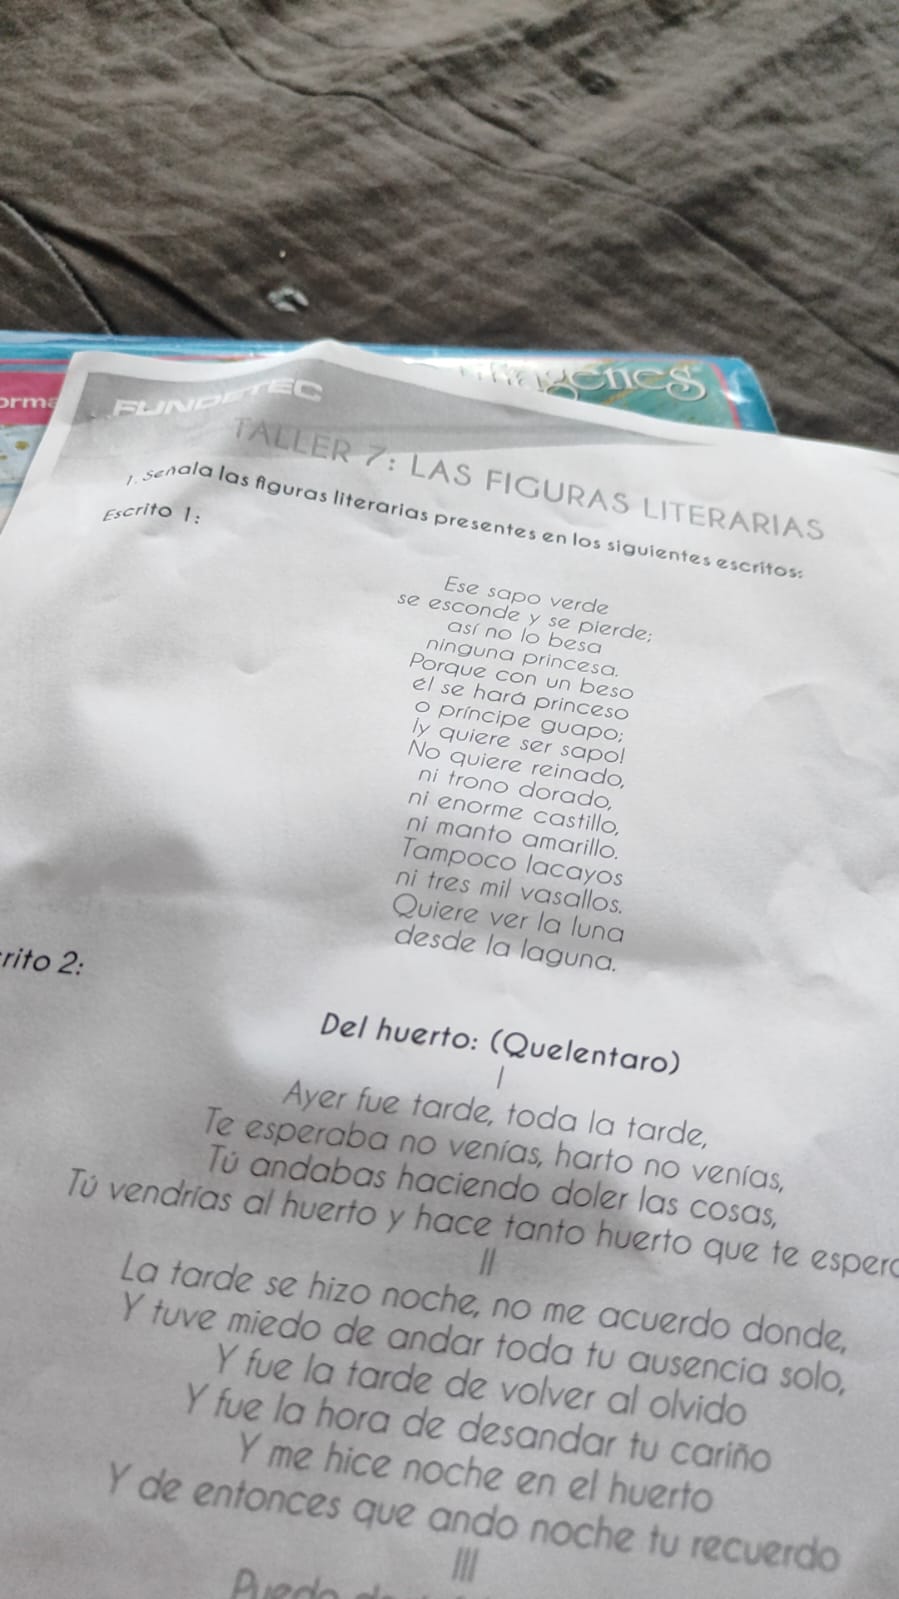 orma
genes
FUNDETEC
TALLER 7: LAS FIGURAS LITERARIAS
1. Señala las figuras literarias presentes en los siguientes escritos:
Escrito 1:
Ese sapo verde
se esconde y se pierde;
así no lo besa
ninguna princesa.
Porque con un beso
él se hará princeso
o príncipe guapo;
¡y quiere ser sapo!
No quiere reinado,
ni trono dorado,
ni enorme castillo,
ni manto amarillo.
Tampoco lacayos
ni tres mil vasallos.
Quiere ver la luna
desde la laguna.
rito 2:
Del huerto: (Quelentaro)
I
Ayer fue tarde, toda la tarde,
Te esperaba no venías, harto no venías,
Tú andabas haciendo doler las cosas,
Tú vendrías al huerto y hace tanto huerto que te esper
II
La tarde se hizo noche, no me acuerdo donde,
Y tuve miedo de andar toda tu ausencia solo,
Y fue la tarde de volver al olvido
Y fue la hora de desandar tu cariño
Y me hice noche en el huerto
Y de entonces que ando noche tu recuerdo
III